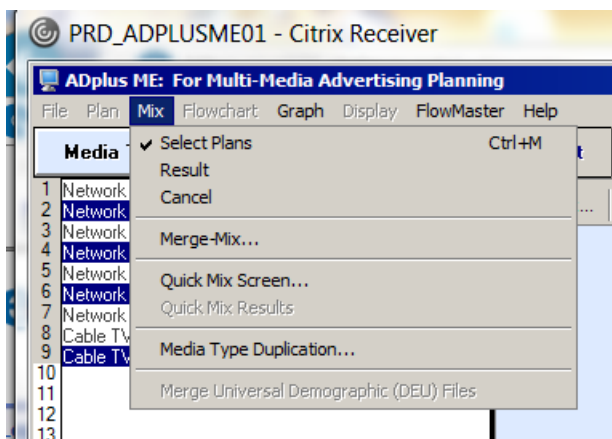 PRD_ADPLUSME01 - Citrix Receiver
ADplus ME: For Multi-Media Advertising Planning
File Plan Mix Flowchart Graph Display FlowMaster Help
Media
Select Plans Ctrl+M
Result
Cancel
Merge-Mix...
Quick Mix Screen...
Quick Mix Results
Media Type Duplication...
Merge Universal Demographic (DEU) Files
...
1 Network
2 Network
3 Network
4 Network
5 Network
6 Network
7 Network
8 Cable TV
9 Cable TV
10
11
12
13